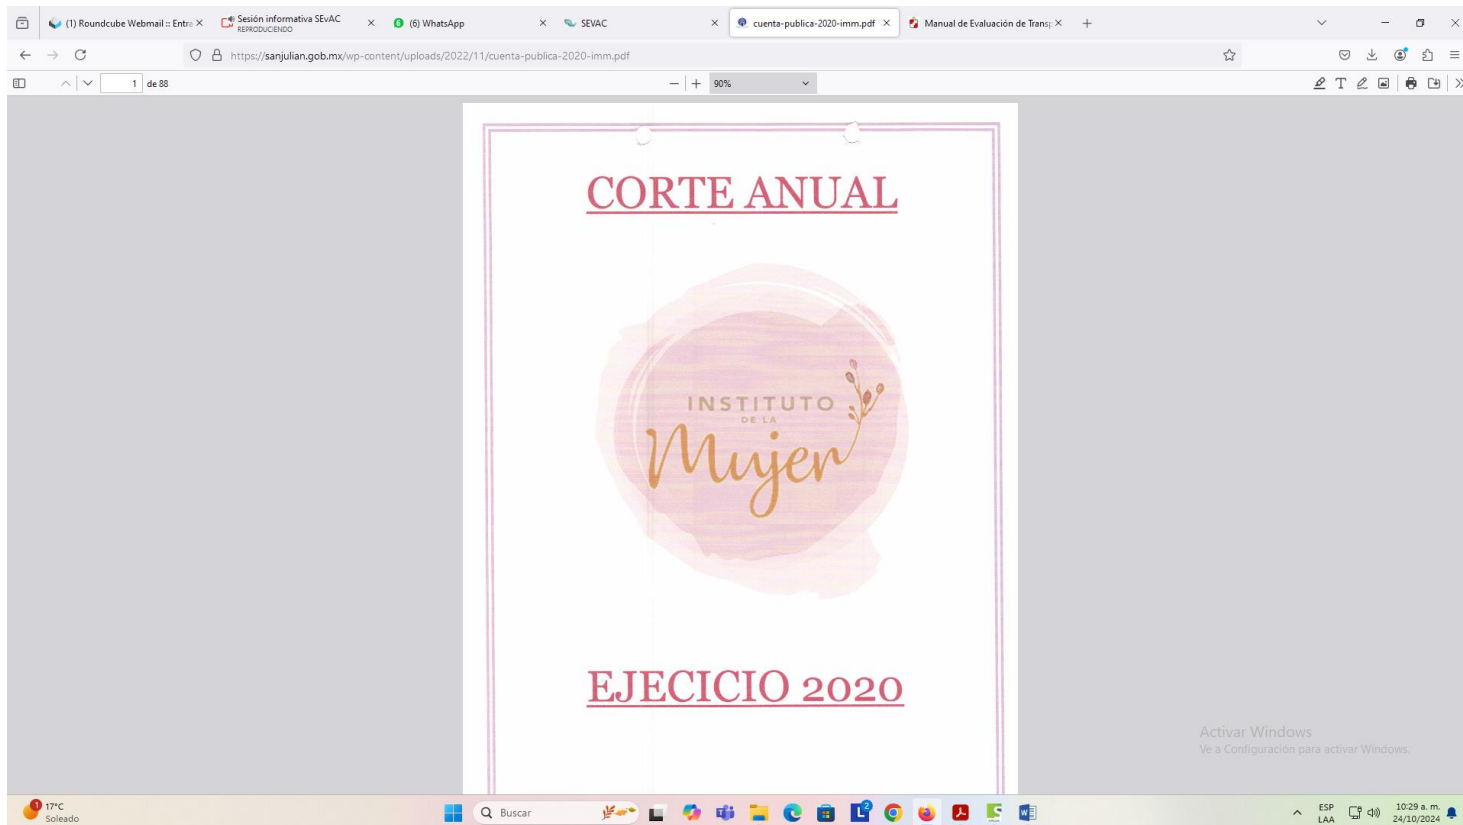 (1) Roundcube Webmail :: Entra
Sesión informativa SEvAC
REPRODUCIENDO
(6) WhatsApp
SEVAC
cuenta-publica-2020-imm.pdf
Manual de Evaluación de Transp
https://sanjulian.gob.mx/wp-content/uploads/2022/11/cuenta-publica-2020-imm.pdf
1 de 88
90%
CORTE ANUAL
INSTITUTO
DE LA
Mujer
EJECICIO 2020
Activar Windows
Ve a Configuración para activar Windows.
1
17°C
Soleado
Buscar
2
ESP
LAA
10:29 a. m.
24/10/2024